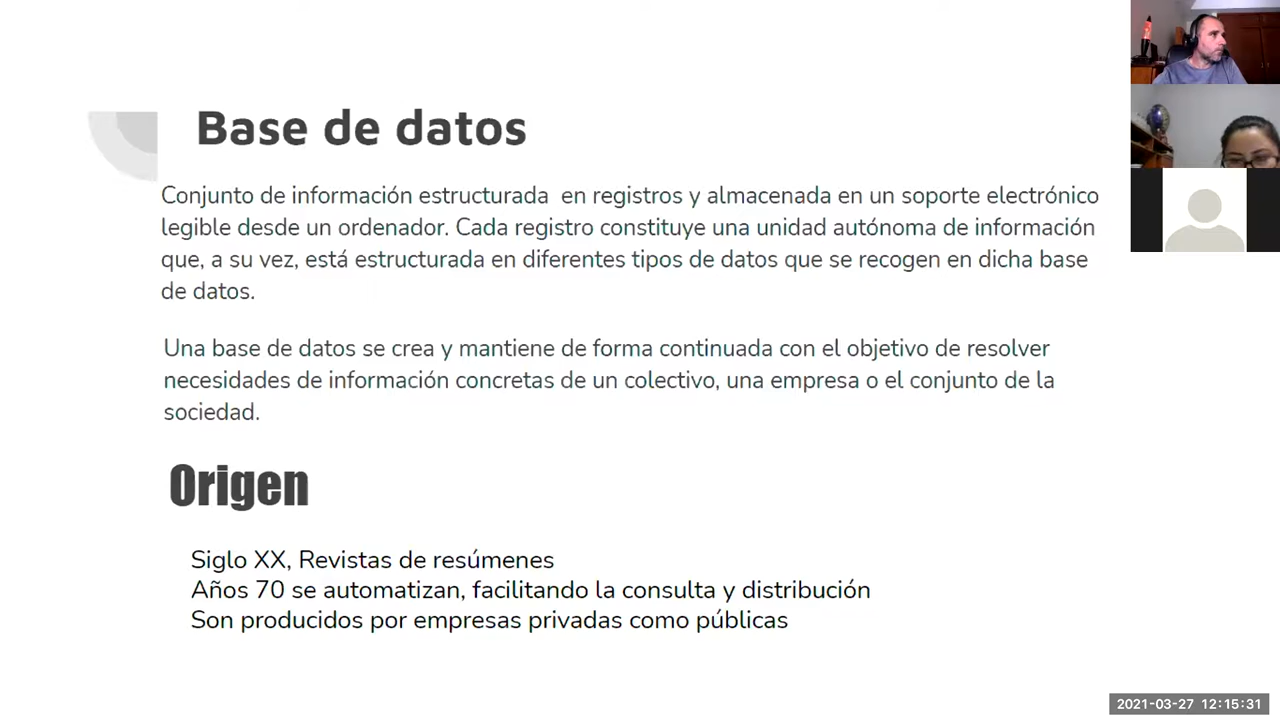 Base de datos
Conjunto de información estructurada en registros y almacenada en un soporte electrónico
legible desde un ordenador. Cada registro constituye una unidad autónoma de información
que, a su vez, está estructurada en diferentes tipos de datos que se recogen en dicha base
de datos.
Una base de datos se crea y mantiene de forma continuada con el objetivo de resolver
necesidades de información concretas de un colectivo, una empresa o el conjunto de la
sociedad.
Origen
Siglo XX, Revistas de resúmenes
Años 70 se automatizan, facilitando la consulta y distribución
Son producidos por empresas privadas como públicas
2021-03-27 12:15:31